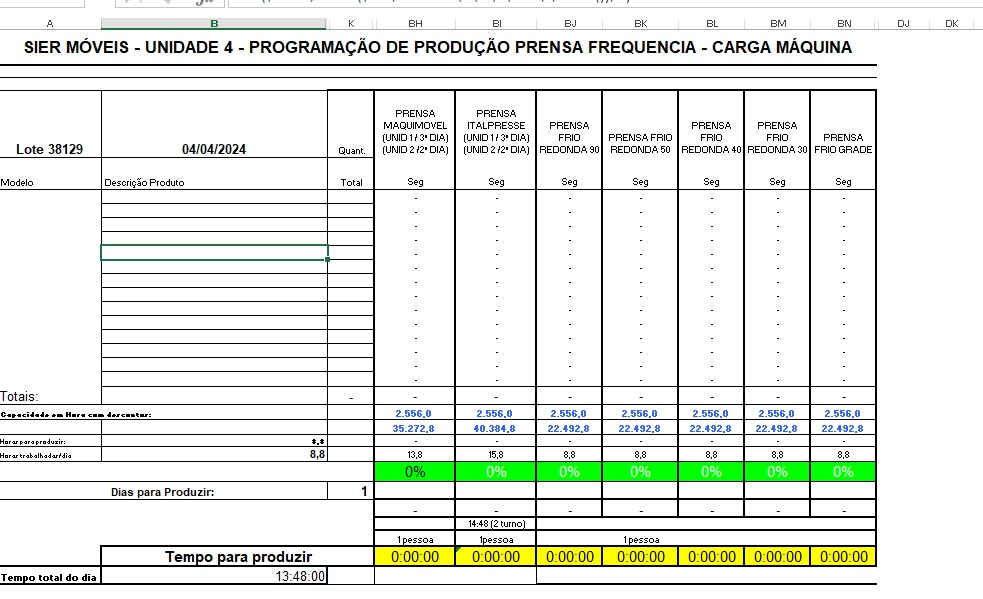 A B K BH BI BJ BK BL BM BN DJ DK
SIER MÓVEIS - UNIDADE 4 - PROGRAMAÇÃO DE PRODUÇÃO PRENSA FREQUENCIA - CARGA MÁQUINA
Lote 38129 04/04/2024 Quant. PRENSA MAQUIMOVEL (UNID 1 / 3ª DIA) (UNID 2 /2ª DIA) PRENSA ITALPRESSE (UNID 1 / 3ª DIA) (UNID 2 /2ª DIA) PRENSA FRIO REDONDA 90 PRENSA FRIO REDONDA 50 PRENSA FRIO REDONDA 40 PRENSA FRIO REDONDA 30 PRENSA FRIO GRADE
Modelo Descrição Produto Total Seg Seg Seg Seg Seg Seg Seg
- - - - - - -
- - - - - - -
- - - - - - -
- - - - - - -
- - - - - - -
- - - - - - -
- - - - - - -
- - - - - - -
- - - - - - -
- - - - - - -
- - - - - - -
- - - - - - -
- - - - - - -
- - - - - - -
Totais: - - - - - - - -
Capacidade em Hora com descontos: 2.556,0 2.556,0 2.556,0 2.556,0 2.556,0 2.556,0 2.556,0
35.272,8 40.384,8 22.492,8 22.492,8 22.492,8 22.492,8 22.492,8
Horas para produzir: 8,8 - - - - - - -
Horas trabalhadas/dia 8,8 13,8 15,8 8,8 8,8 8,8 8,8 8,8
0% 0% 0% 0% 0% 0% 0%
Dias para Produzir: 1
- - - - - - -
14:48 (2 turno)
1 pessoa 1pessoa 1 pessoa
Tempo para produzir 0:00:00 0:00:00 0:00:00 0:00:00 0:00:00 0:00:00 0:00:00
Tempo total do dia 13:48:00